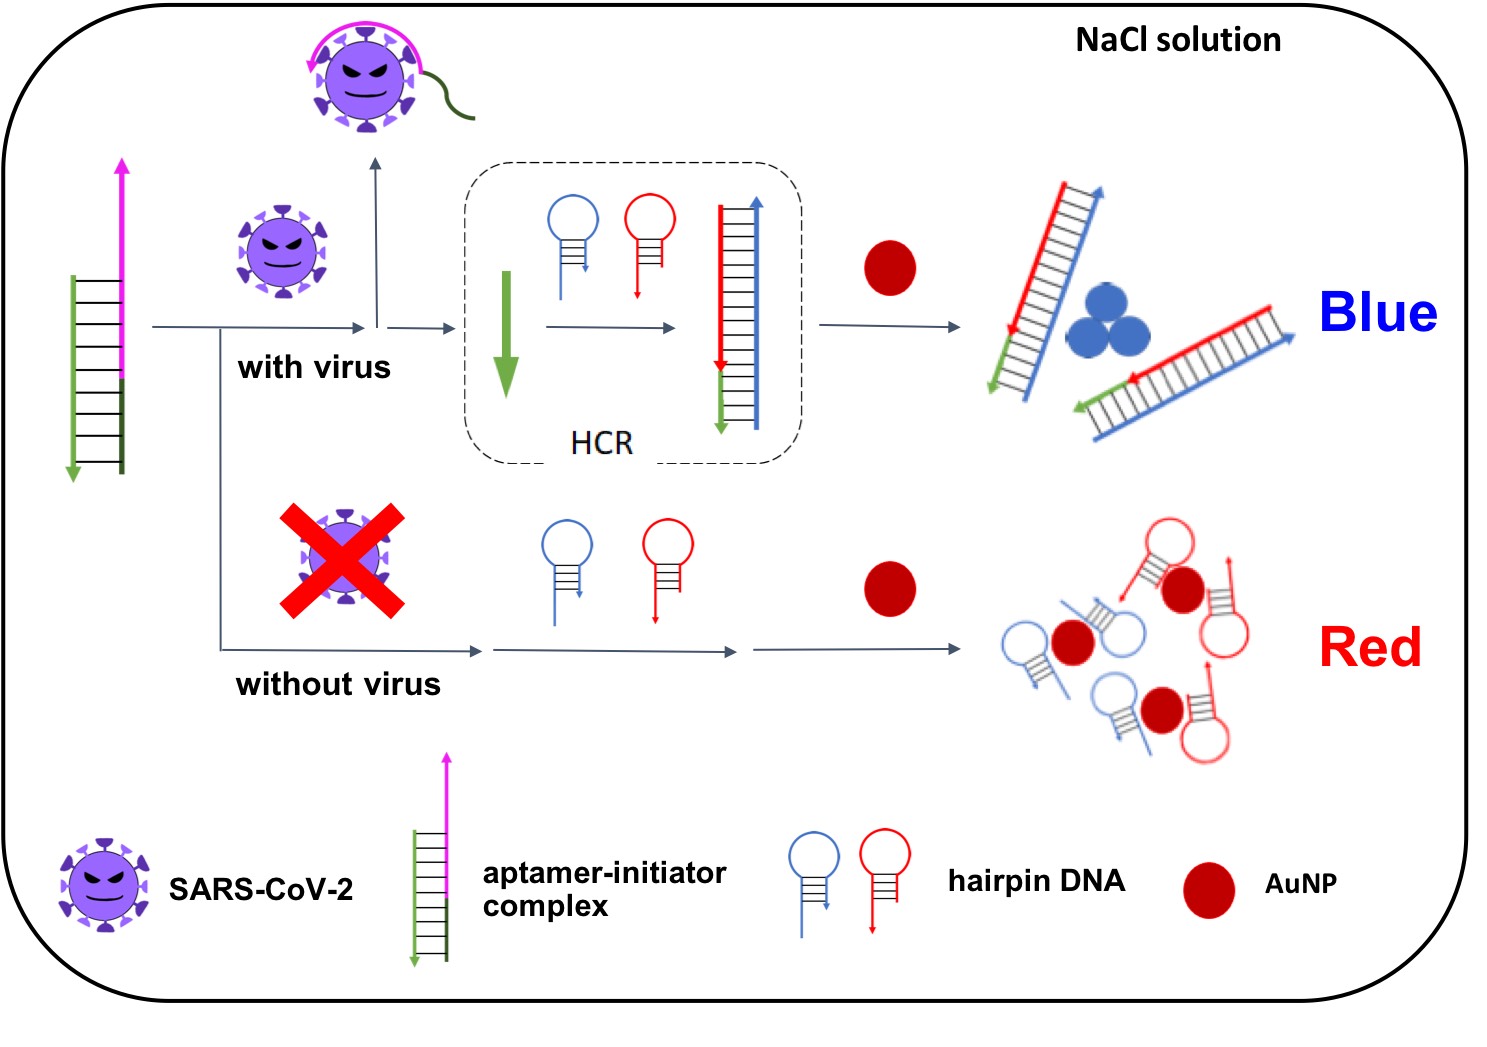 NaCl solution
with virus
HCR
Blue
without virus
Red
SARS-CoV-2
aptamer-initiator
complex
hairpin DNA
AuNP